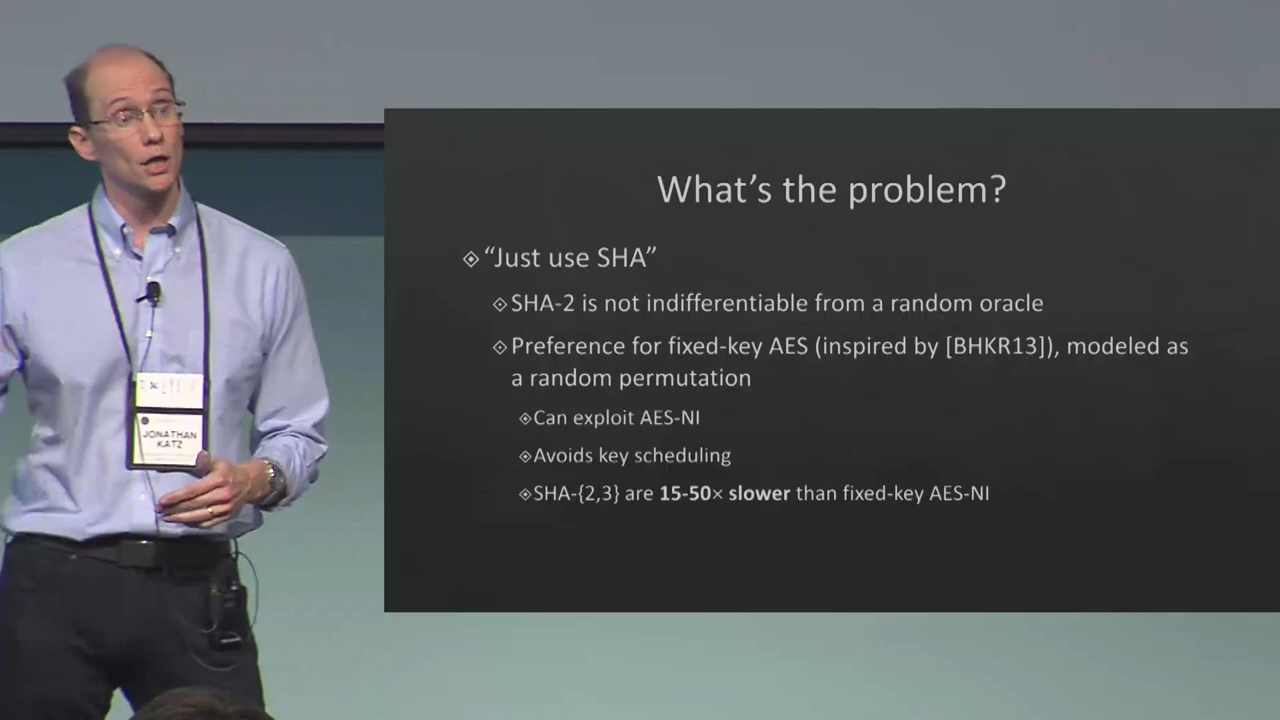 What's the problem?
“Just use SHA”
SHA-2 is not indifferentiable from a random oracle
Preference for fixed-key AES (inspired by [BHKR13]), modeled as
a random permutation
Can exploit AES-NI
Avoids key scheduling
SHA-{2,3} are 15-50× slower than fixed-key AES-NI
JONATHAN
KATZ